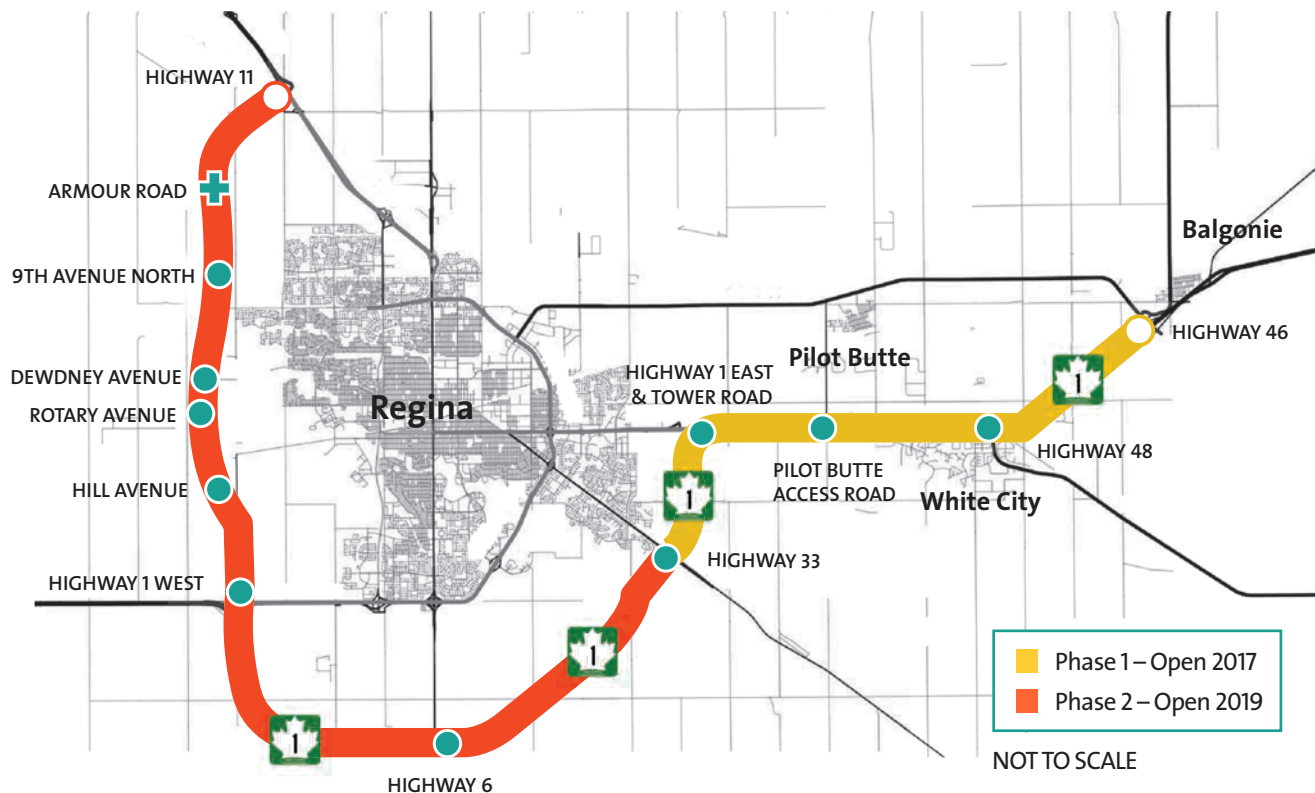 HIGHWAY 11
ARMOUR ROAD
9TH AVENUE NORTH
DEWDNEY AVENUE
ROTARY AVENUE
HILL AVENUE
HIGHWAY 1 WEST
Regina
Balgonie
HIGHWAY 46
1
Pilot Butte
HIGHWAY 1 EAST
& TOWER ROAD
HIGHWAY 48
PILOT BUTTE
ACCESS ROAD
White City
1
HIGHWAY 33
1
1
HIGHWAY 6
Phase 1 – Open 2017
Phase 2 – Open 2019
NOT TO SCALE